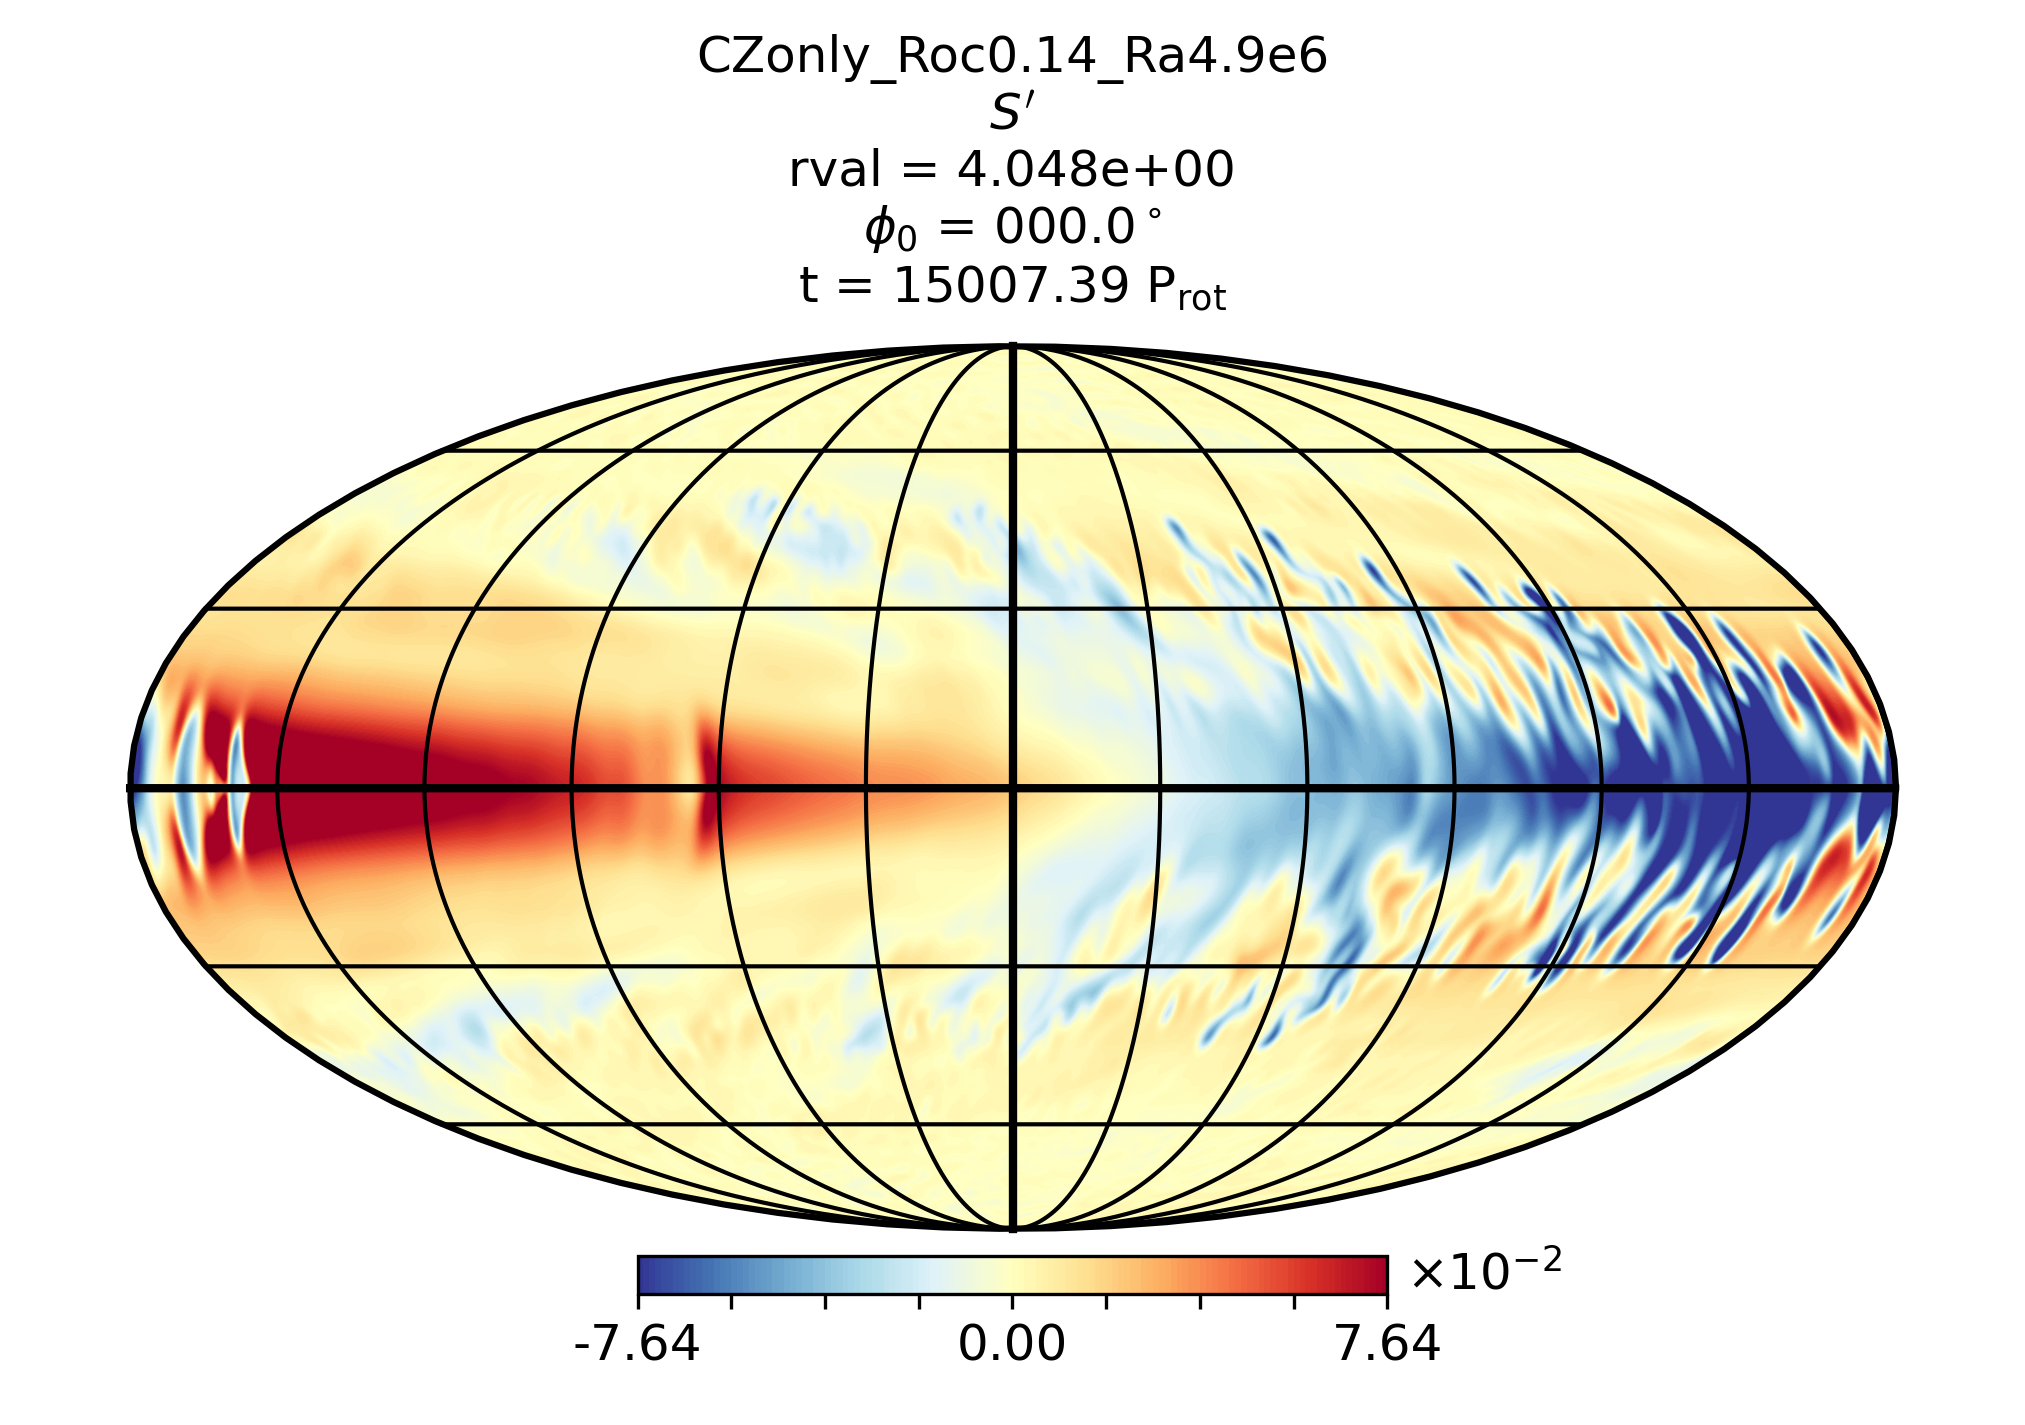 CZonly_Roc0.14_Ra4.9e6
S′
rval = 4.048e+00
ϕ₀ = 000.0°
t = 15007.39 P_rot
×10⁻²
-7.64 0.00 7.64